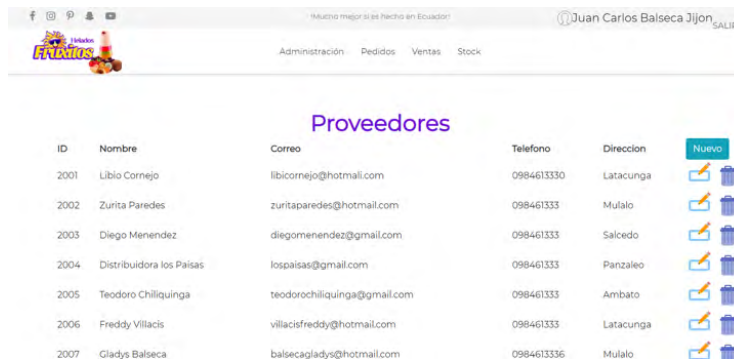 !Mucho mejor si es hecho en Ecuador!
Juan Carlos Balseca Jijon
SALIR
Helados
Fruxitos
Administración Pedidos Ventas Stock
Proveedores
ID Nombre Correo Telefono Direccion Nuevo
2001 Libio Cornejo libicornejo@hotmali.com 0984613330 Latacunga
2002 Zurita Paredes zuritaparedes@hotmail.com 098461333 Mulalo
2003 Diego Menendez diegomenendez@gmail.com 098461333 Salcedo
2004 Distribuidora los Paisas lospaisas@gmail.com 098461333 Panzaleo
2005 Teodoro Chiliquinga teodorochiliquinga@gmail.com 098461333 Ambato
2006 Freddy Villacis villacisfreddy@hotmail.com 098461333 Latacunga
2007 Gladys Balseca balsecagladys@hotmail.com 0984613336 Mulalo